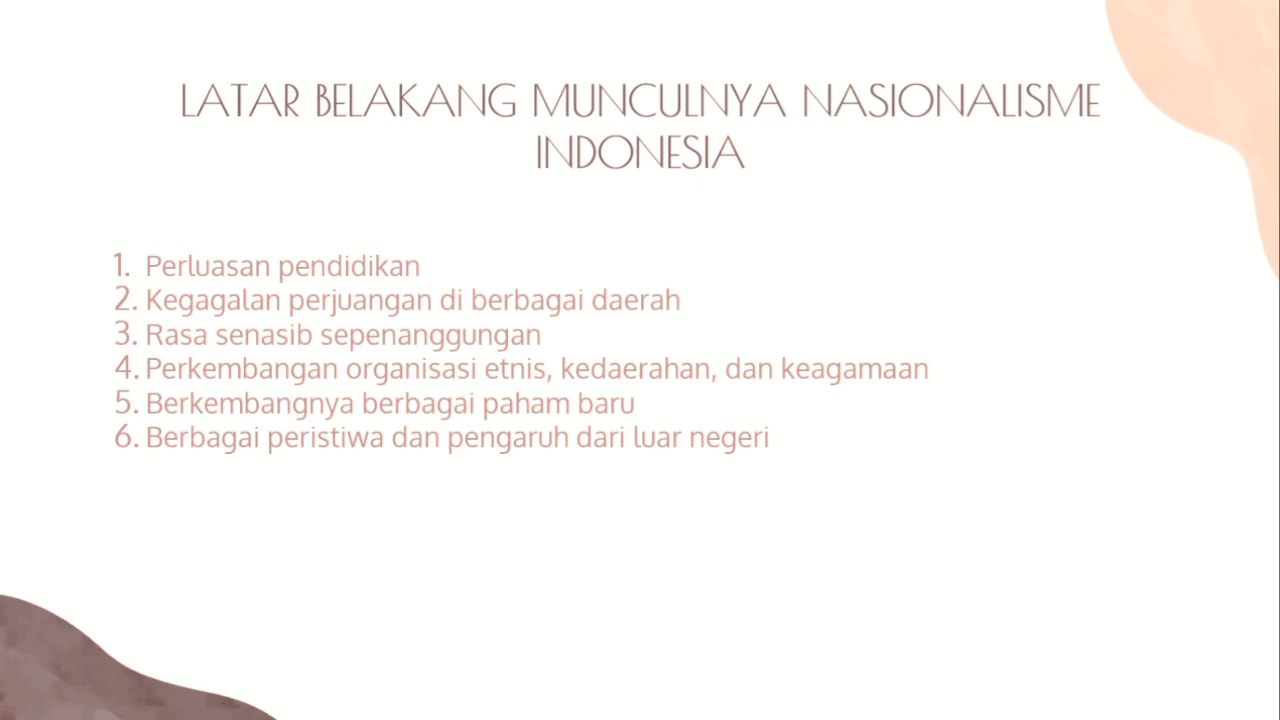 LATAR BELAKANG MUNCULNYA NASIONALISME
INDONESIA
1. Perluasan pendidikan
2. Kegagalan perjuangan di berbagai daerah
3. Rasa senasib sepenanggungan
4. Perkembangan organisasi etnis, kedaerahan, dan keagamaan
5. Berkembangnya berbagai paham baru
6. Berbagai peristiwa dan pengaruh dari luar negeri